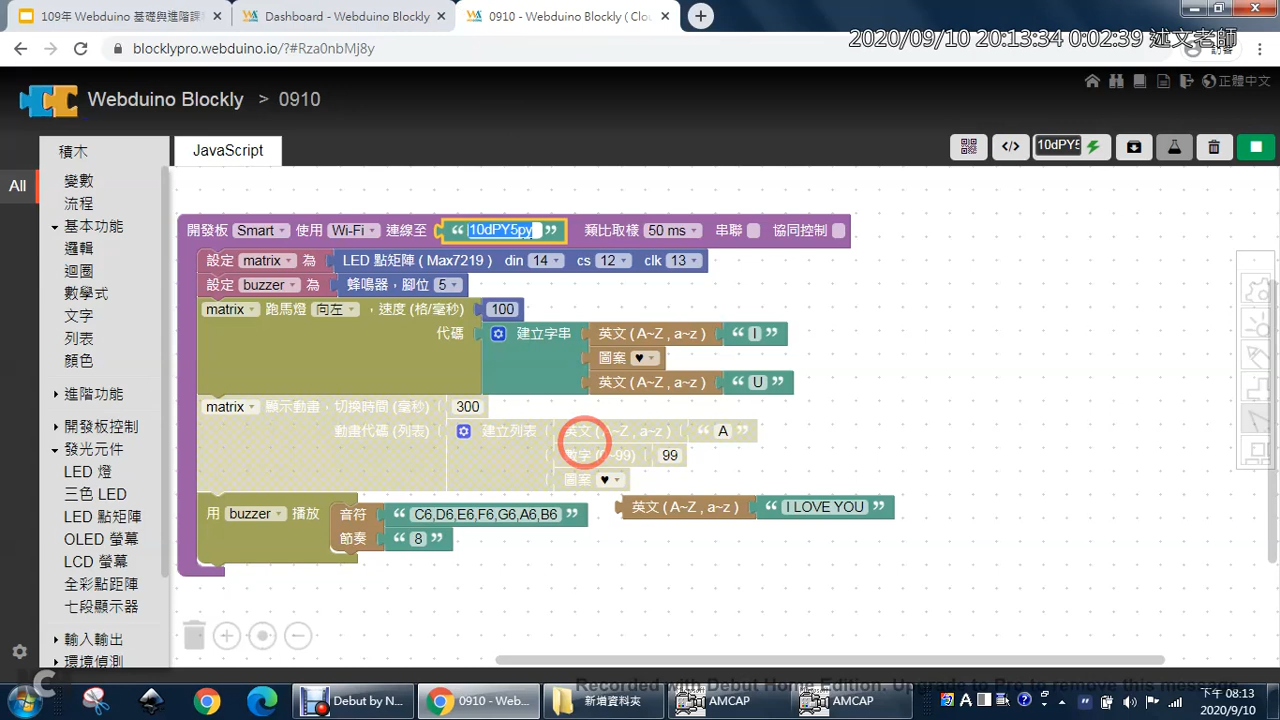 109年 Webduino 基礎與進階課
Dashboard - Webduino Blockly
0910 - Webduino Blockly ( Clou
2020/09/10 20:13:34 0:02:39 述文老師
blocklypro.webduino.io/?#Rza0nbMj8y
訪客
Webduino Blockly > 0910
正體中文
積木
JavaScript
10dPY5
All
變數
流程
基本功能
邏輯
迴圈
數學式
文字
列表
顏色
進階功能
開發板控制
發光元件
LED 燈
三色 LED
LED 點矩陣
OLED 螢幕
LCD 螢幕
全彩點距陣
七段顯示器
輸入輸出
環境偵測
開發板 Smart 使用 Wi-Fi 連線至 “ 10dPY5py ” 類比取樣 50 ms 串聯 協同控制
設定 matrix 為 LED 點矩陣 ( Max7219 ) din 14 cs 12 clk 13
設定 buzzer 為 蜂鳴器，腳位 5
matrix 跑馬燈 向左 ，速度 (格/毫秒) 100
代碼 建立字串 英文 ( A~Z , a~z ) “ I ”
圖案 ♥
英文 ( A~Z , a~z ) “ U ”
matrix 顯示動畫，切換時間 (毫秒) 300
動畫代碼 (列表) 建立列表 英文 ( A~Z , a~z ) “ A ”
數字 (0~99) 99
圖案 ♥
用 buzzer 播放 音符 “ C6,D6,E6,F6,G6,A6,B6 ” 英文 ( A~Z , a~z ) “ I LOVE YOU ”
節奏 “ 8 ”
Recorded with Debut Home Edition. Upgrade to Pro to remove this message
Debut by N...
0910 - Web...
新增資料夾
AMCAP
AMCAP
下午 08:13
2020/9/10